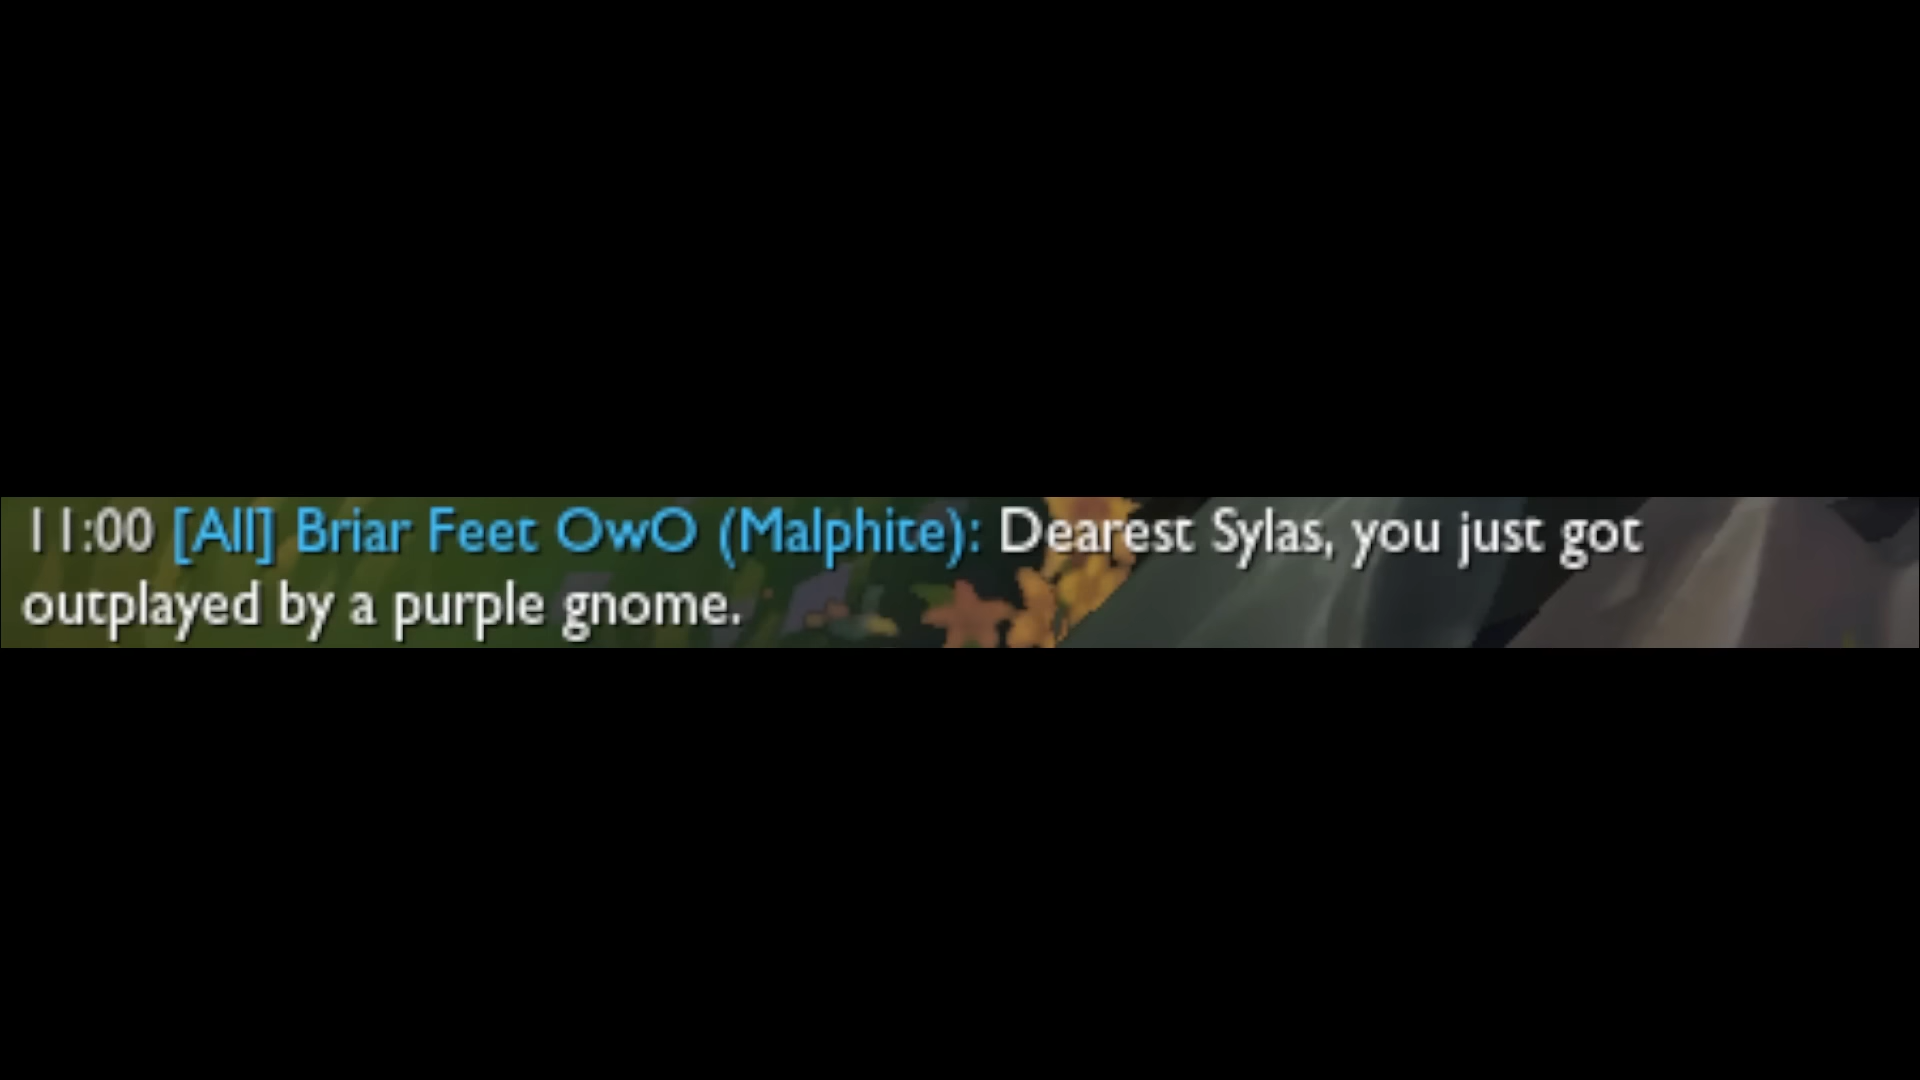 11:00 [All] Briar Feet OwO (Malphite): Dearest Sylas, you just got
outplayed by a purple gnome.